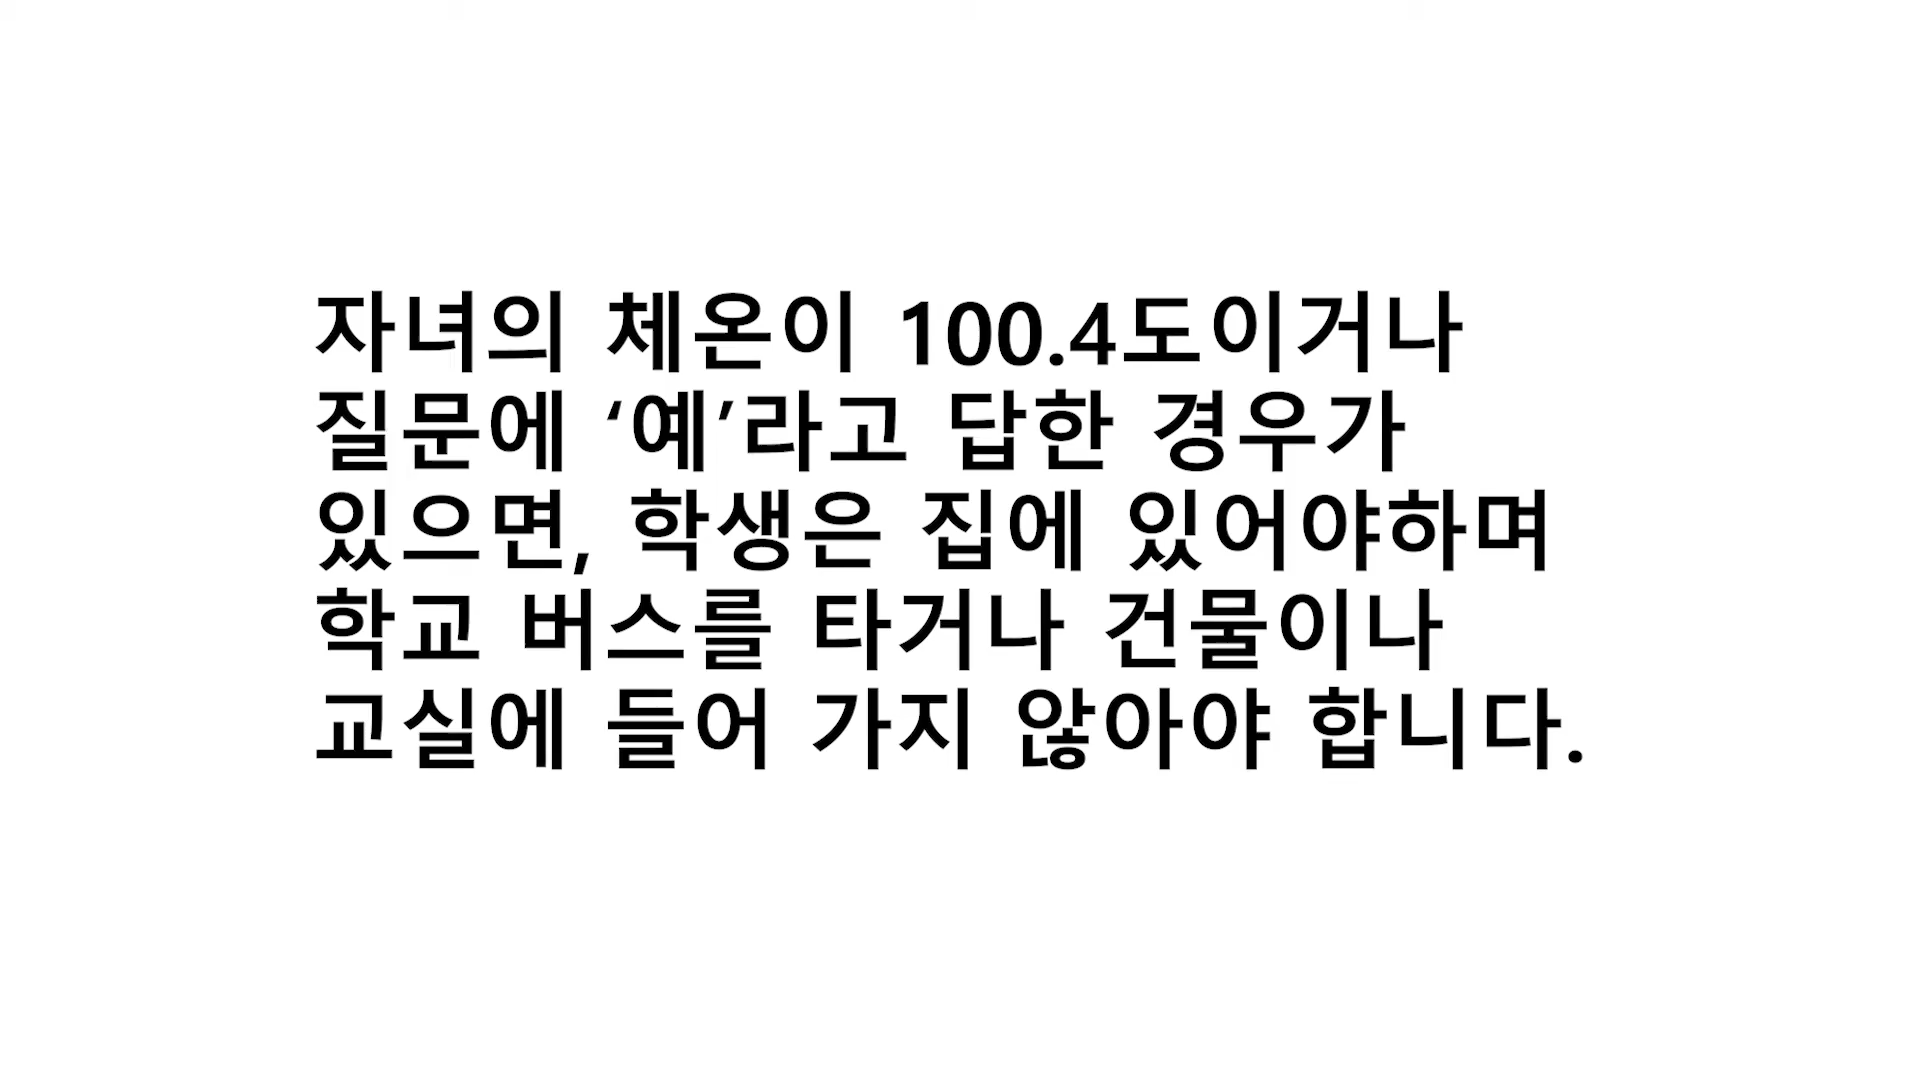 자녀의 체온이 100.4도이거나
질문에 ‘예’라고 답한 경우가
있으면, 학생은 집에 있어야하며
학교 버스를 타거나 건물이나
교실에 들어 가지 않아야 합니다.